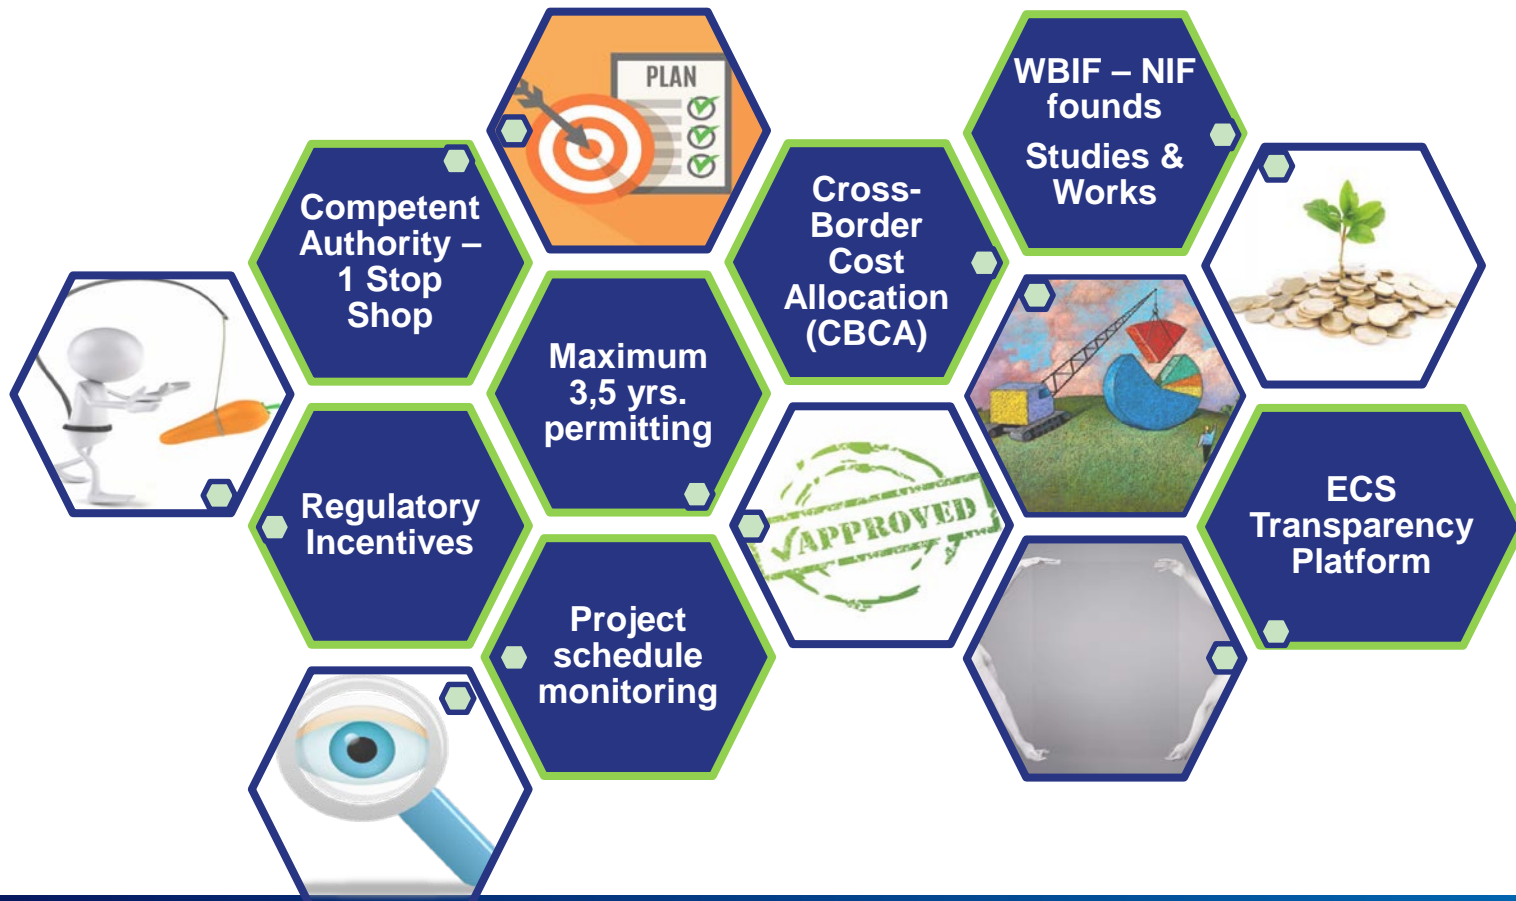 PLAN
WBIF – NIF
founds
Studies &
Works
Competent
Authority –
1 Stop
Shop
Cross-
Border
Cost
Allocation
(CBCA)
Maximum
3,5 yrs.
permitting
Regulatory
Incentives
APPROVED
ECS
Transparency
Platform
Project
schedule
monitoring